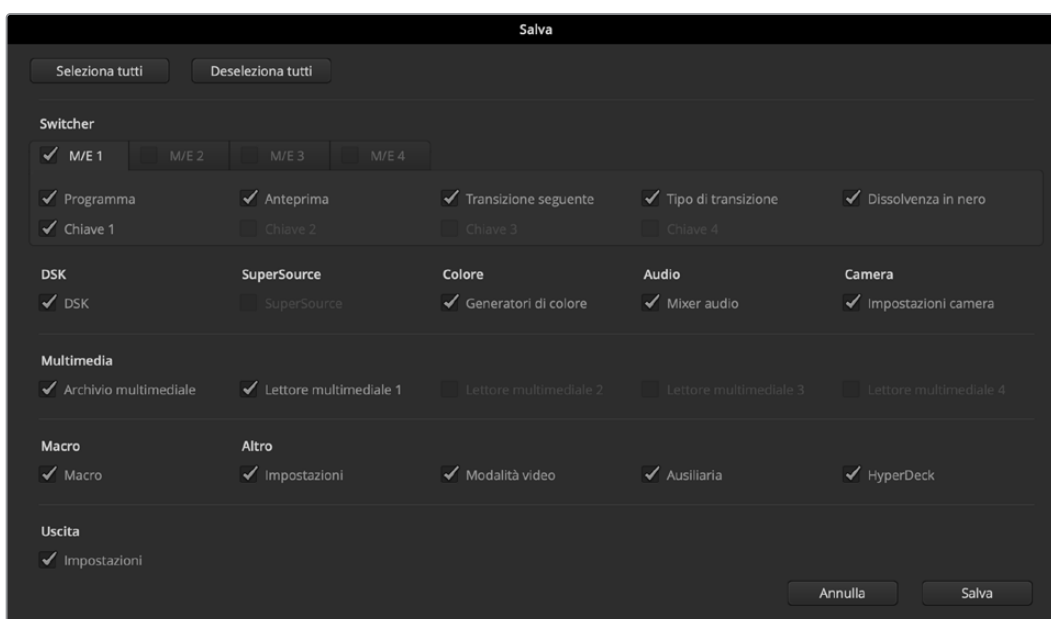 Salva
Seleziona tutti Deseleziona tutti
Switcher
M/E 1 M/E 2 M/E 3 M/E 4
Programma Anteprima Transizione seguente Tipo di transizione Dissolvenza in nero
Chiave 1 Chiave 2 Chiave 3 Chiave 4
DSK SuperSource Colore Audio Camera
DSK SuperSource Generatori di colore Mixer audio Impostazioni camera
Multimedia
Archivio multimediale Lettore multimediale 1 Lettore multimediale 2 Lettore multimediale 3 Lettore multimediale 4
Macro Altro
Macro Impostazioni Modalità video Ausiliaria HyperDeck
Uscita
Impostazioni
Annulla Salva